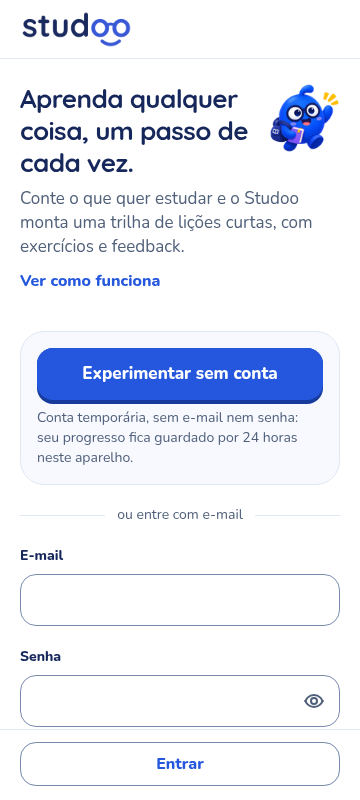 studoo
Aprenda qualquer
coisa, um passo de
cada vez.
Conte o que quer estudar e o Studoo
monta uma trilha de lições curtas, com
exercícios e feedback.
Ver como funciona
Experimentar sem conta
Conta temporária, sem e-mail nem senha:
seu progresso fica guardado por 24 horas
neste aparelho.
ou entre com e-mail
E-mail
Senha
Entrar